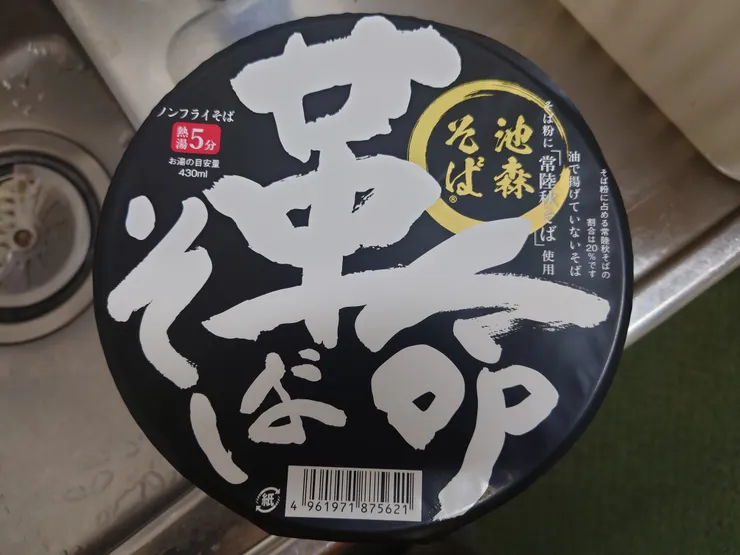 革命
そば
池森
そば®
そば粉に「常陸秋そば」使用
油で揚げていないそば
そば粉に占める常陸秋そばの
割合は20%です
ノンフライそば
熱湯5分
お湯の目安量
430ml
紙
4 961971 875621